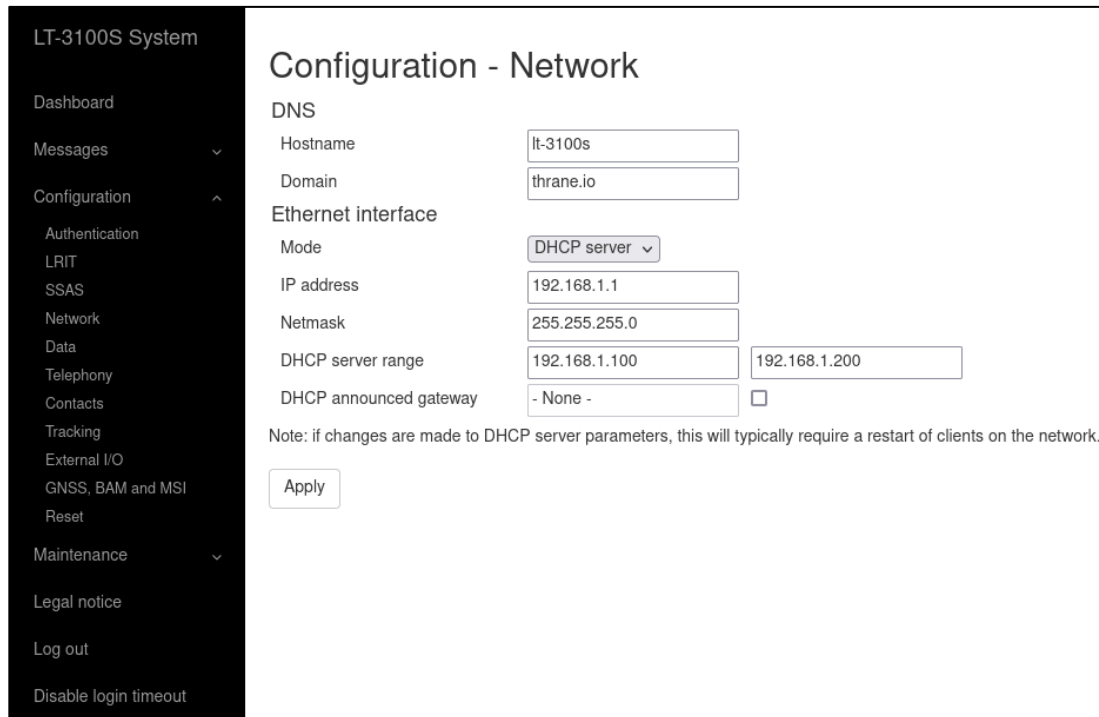 LT-3100S System
Dashboard
Messages
Configuration
Authentication
LRIT
SSAS
Network
Data
Telephony
Contacts
Tracking
External I/O
GNSS, BAM and MSI
Reset
Maintenance
Legal notice
Log out
Disable login timeout
Configuration - Network
DNS
Hostname lt-3100s
Domain thrane.io
Ethernet interface
Mode DHCP server
IP address 192.168.1.1
Netmask 255.255.255.0
DHCP server range 192.168.1.100 192.168.1.200
DHCP announced gateway - None -
Note: if changes are made to DHCP server parameters, this will typically require a restart of clients on the network.
Apply